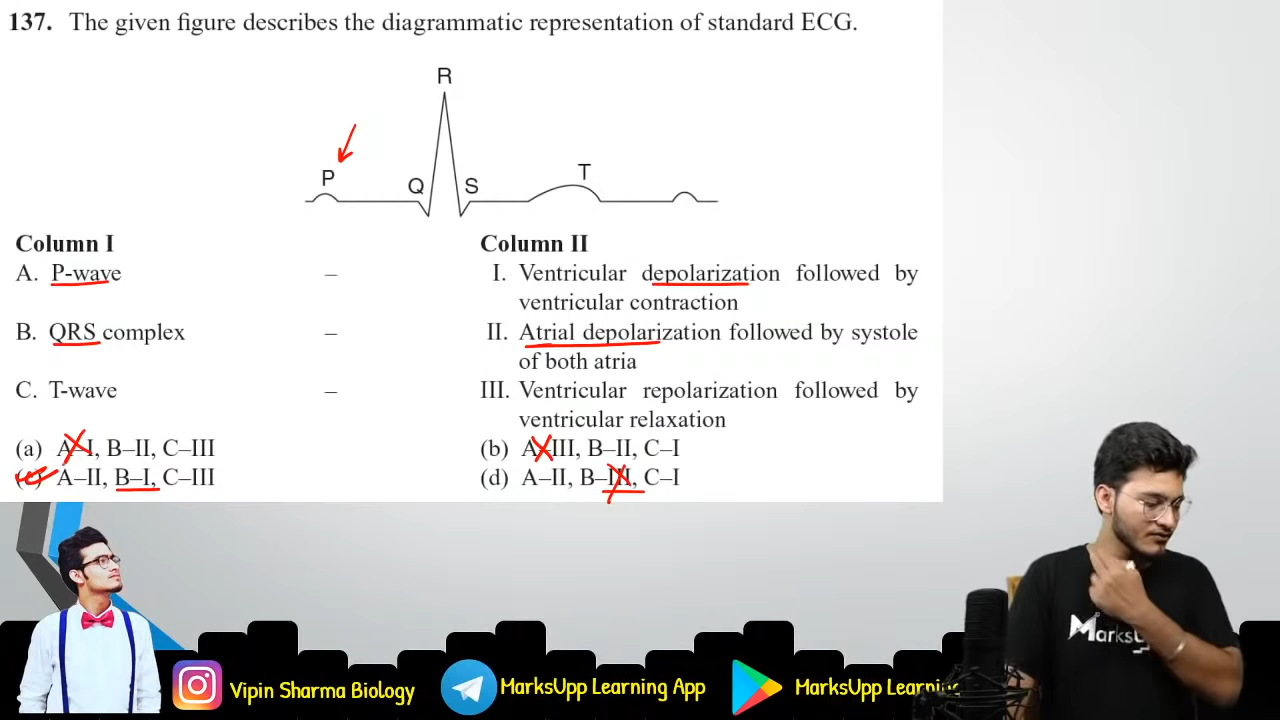 137. The given figure describes the diagrammatic representation of standard ECG.
R
P
Q
S
T
Column I
Column II
A. P-wave –
I. Ventricular depolarization followed by
ventricular contraction
B. QRS complex –
II. Atrial depolarization followed by systole
of both atria
C. T-wave –
III. Ventricular repolarization followed by
ventricular relaxation
(a) A–I, B–II, C–III
(b) A–III, B–II, C–I
A–II, B–I, C–III
(d) A–II, B–III, C–I
Vipin Sharma Biology
MarksUpp Learning App
MarksUpp Learning